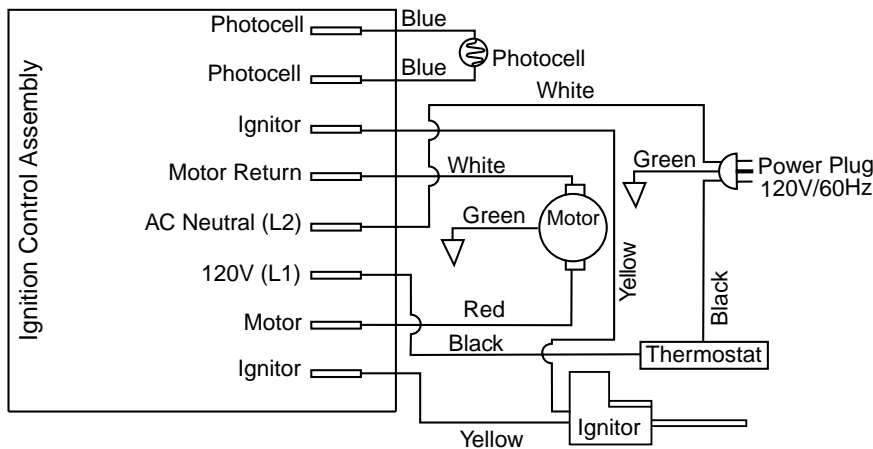 Ignition Control Assembly
Photocell
Blue
Photocell
Blue
Photocell
White
Ignitor
Motor Return
White
Green
Power Plug
120V/60Hz
AC Neutral (L2)
Green
Motor
120V (L1)
Yellow
Black
Motor
Red
Black
Thermostat
Ignitor
Yellow
Ignitor